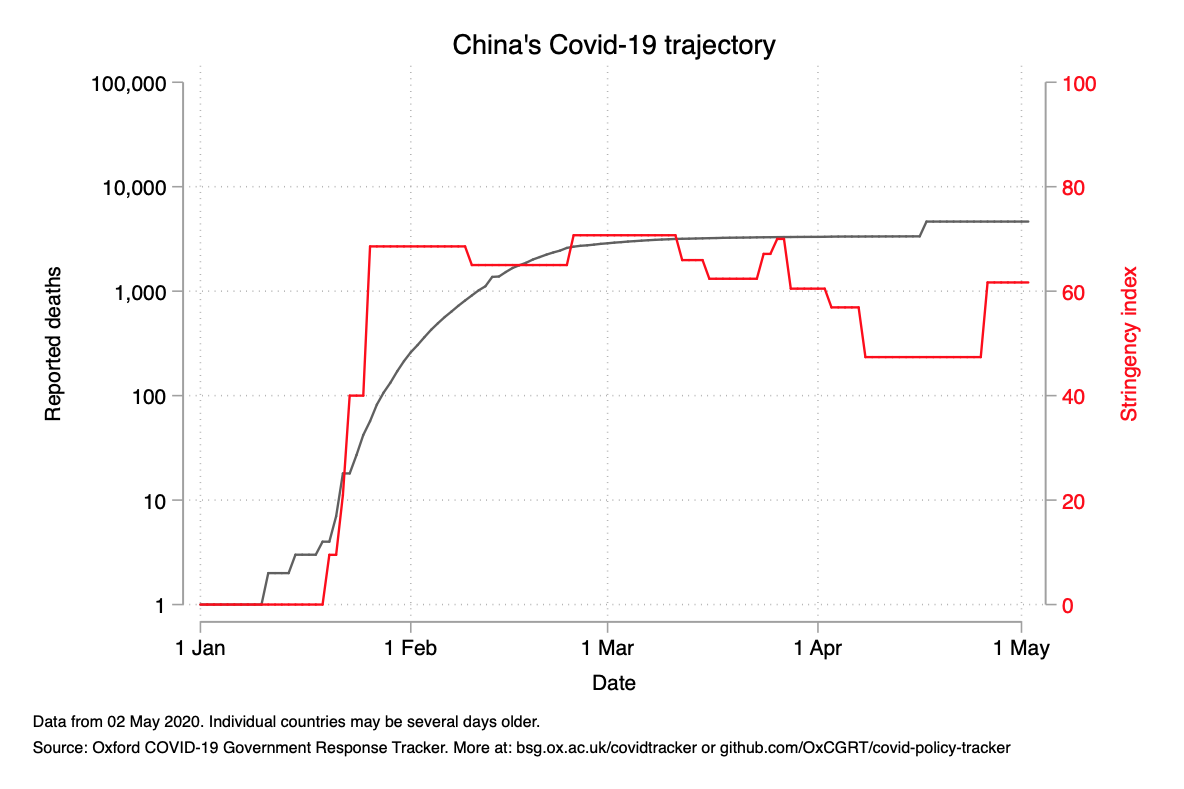 China's Covid-19 trajectory
100,000
10,000
1,000
100
10
1
Reported deaths
100
80
60
40
20
0
Stringency index
1 Jan
1 Feb
1 Mar
1 Apr
1 May
Date
Data from 02 May 2020. Individual countries may be several days older.
Source: Oxford COVID-19 Government Response Tracker. More at: bsg.ox.ac.uk/covidtracker or github.com/OxCGRT/covid-policy-tracker